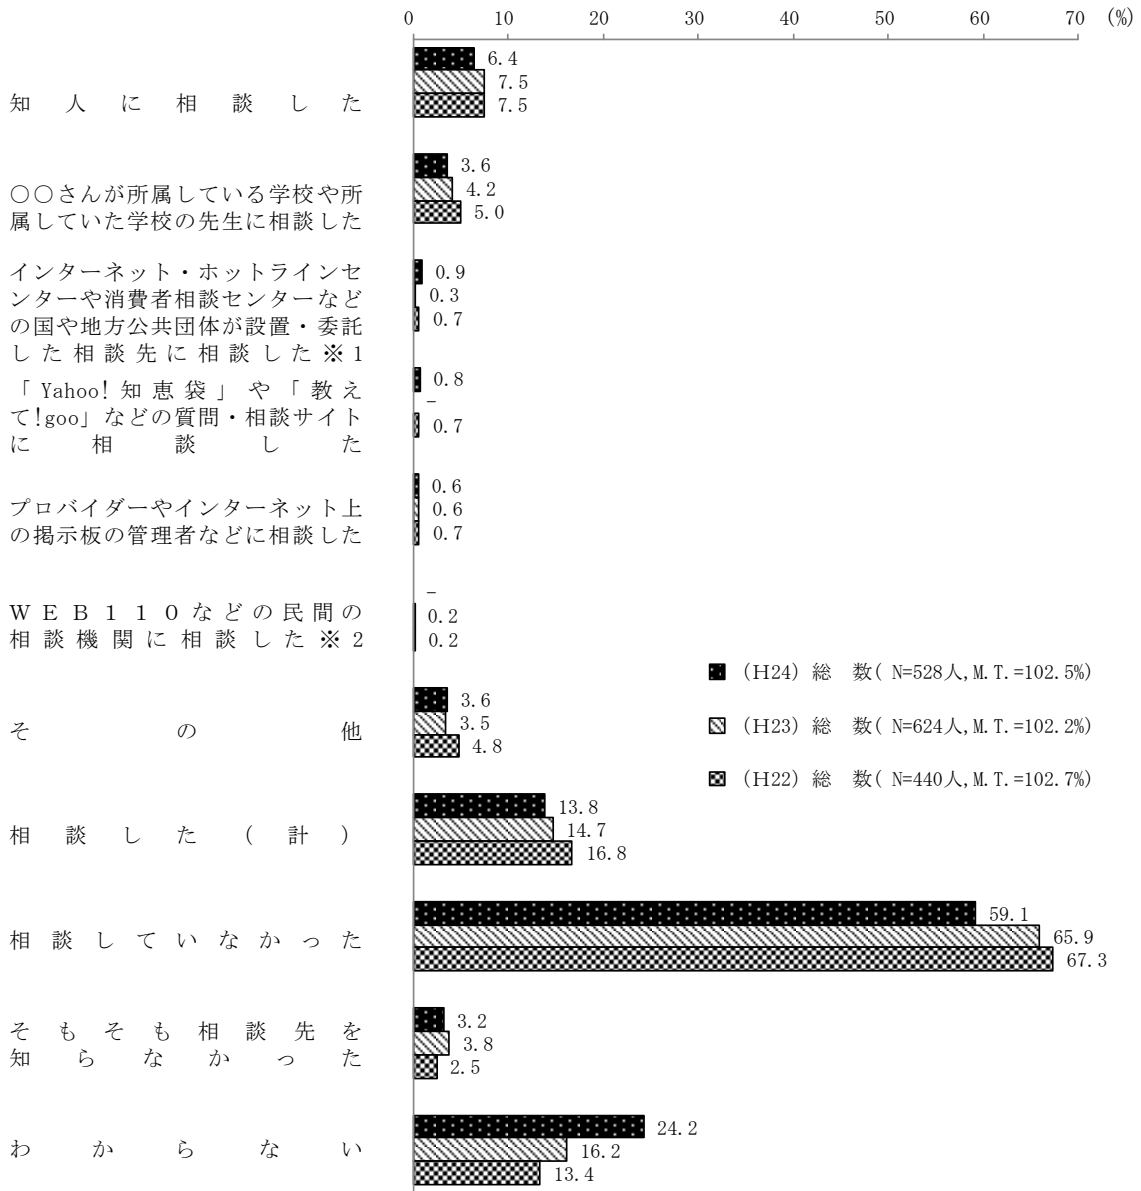 0 10 20 30 40 50 60 70 (%)
知人に相談した
6.4
7.5
7.5
〇〇さんが所属している学校や所
属していた学校の先生に相談した
3.6
4.2
5.0
インターネット・ホットラインセ
ンターや消費者相談センターなど
の国や地方公共団体が設置・委託
した相談先に相談した※1
0.9
0.3
0.7
「Yahoo!知恵袋」や「教え
て!goo」などの質問・相談サイト
に相談した
0.8
−
0.7
プロバイダーやインターネット上
の掲示板の管理者などに相談した
0.6
0.6
0.7
ＷＥＢ１１０などの民間の
相談機関に相談した※2
−
0.2
0.2
その他
3.6
3.5
4.8
相談した（計）
13.8
14.7
16.8
相談していなかった
59.1
65.9
67.3
そもそも相談先を
知らなかった
3.2
3.8
2.5
わからない
24.2
16.2
13.4
（H24）総　数( N=528人,M.T.=102.5%)
（H23）総　数( N=624人,M.T.=102.2%)
（H22）総　数( N=440人,M.T.=102.7%)